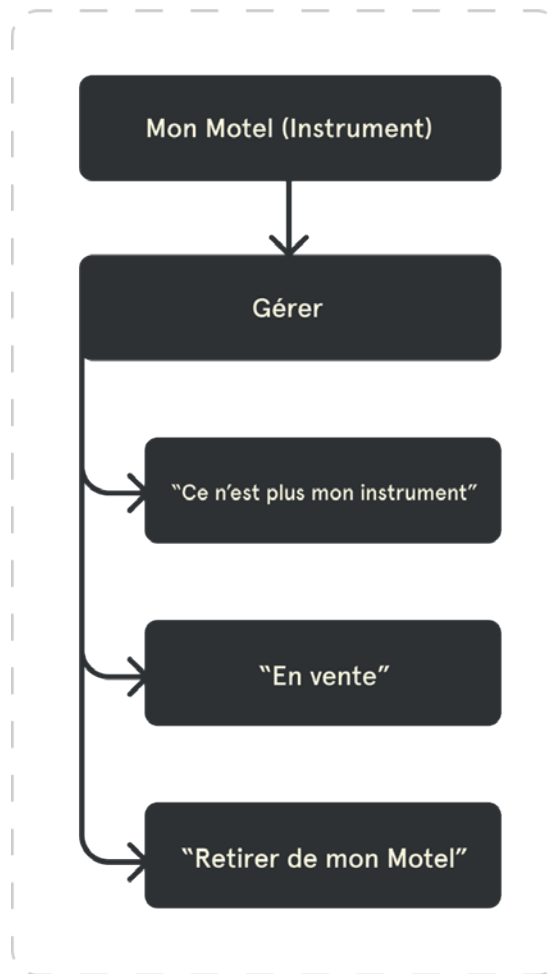 Mon Motel (Instrument)
Gérer
“Ce n’est plus mon instrument”
“En vente”
“Retirer de mon Motel”